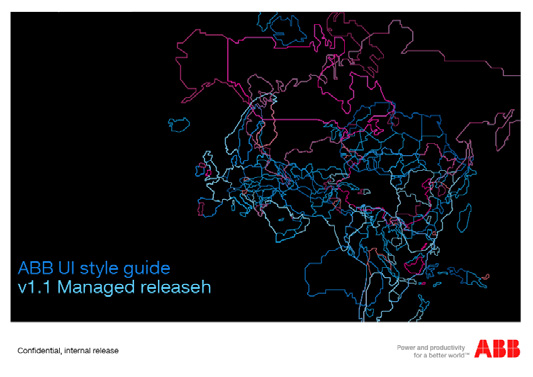 ABB UI style guide
v1.1 Managed releaseh
Confidential, internal release
Power and productivity
for a better world™
ABB